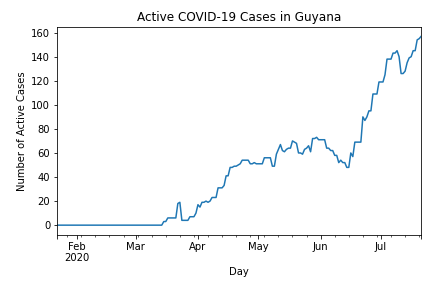 Active COVID-19 Cases in Guyana
Number of Active Cases
160
140
120
100
80
60
40
20
0
Feb Mar Apr May Jun Jul
2020
Day